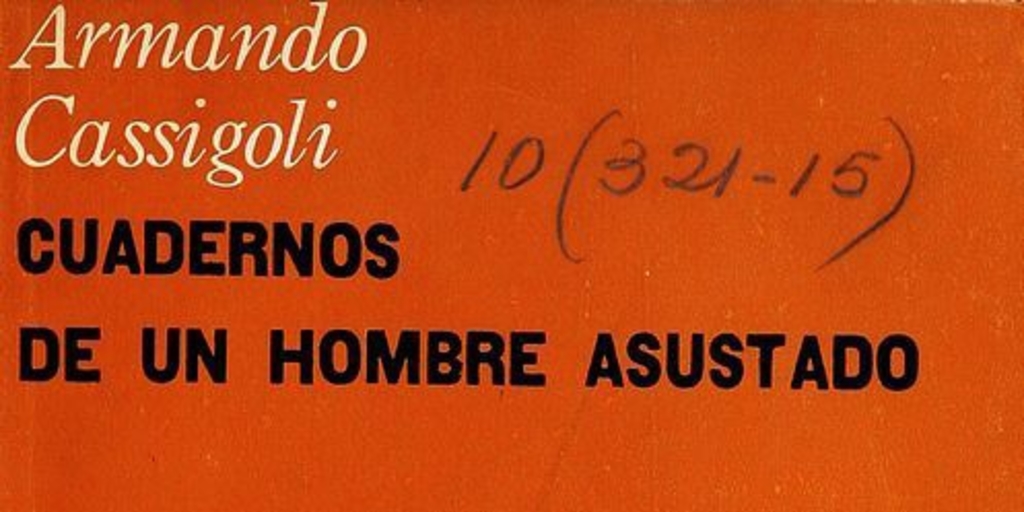 Armando
Cassigoli
10 (321-15)
CUADERNOS
DE UN HOMBRE ASUSTADO